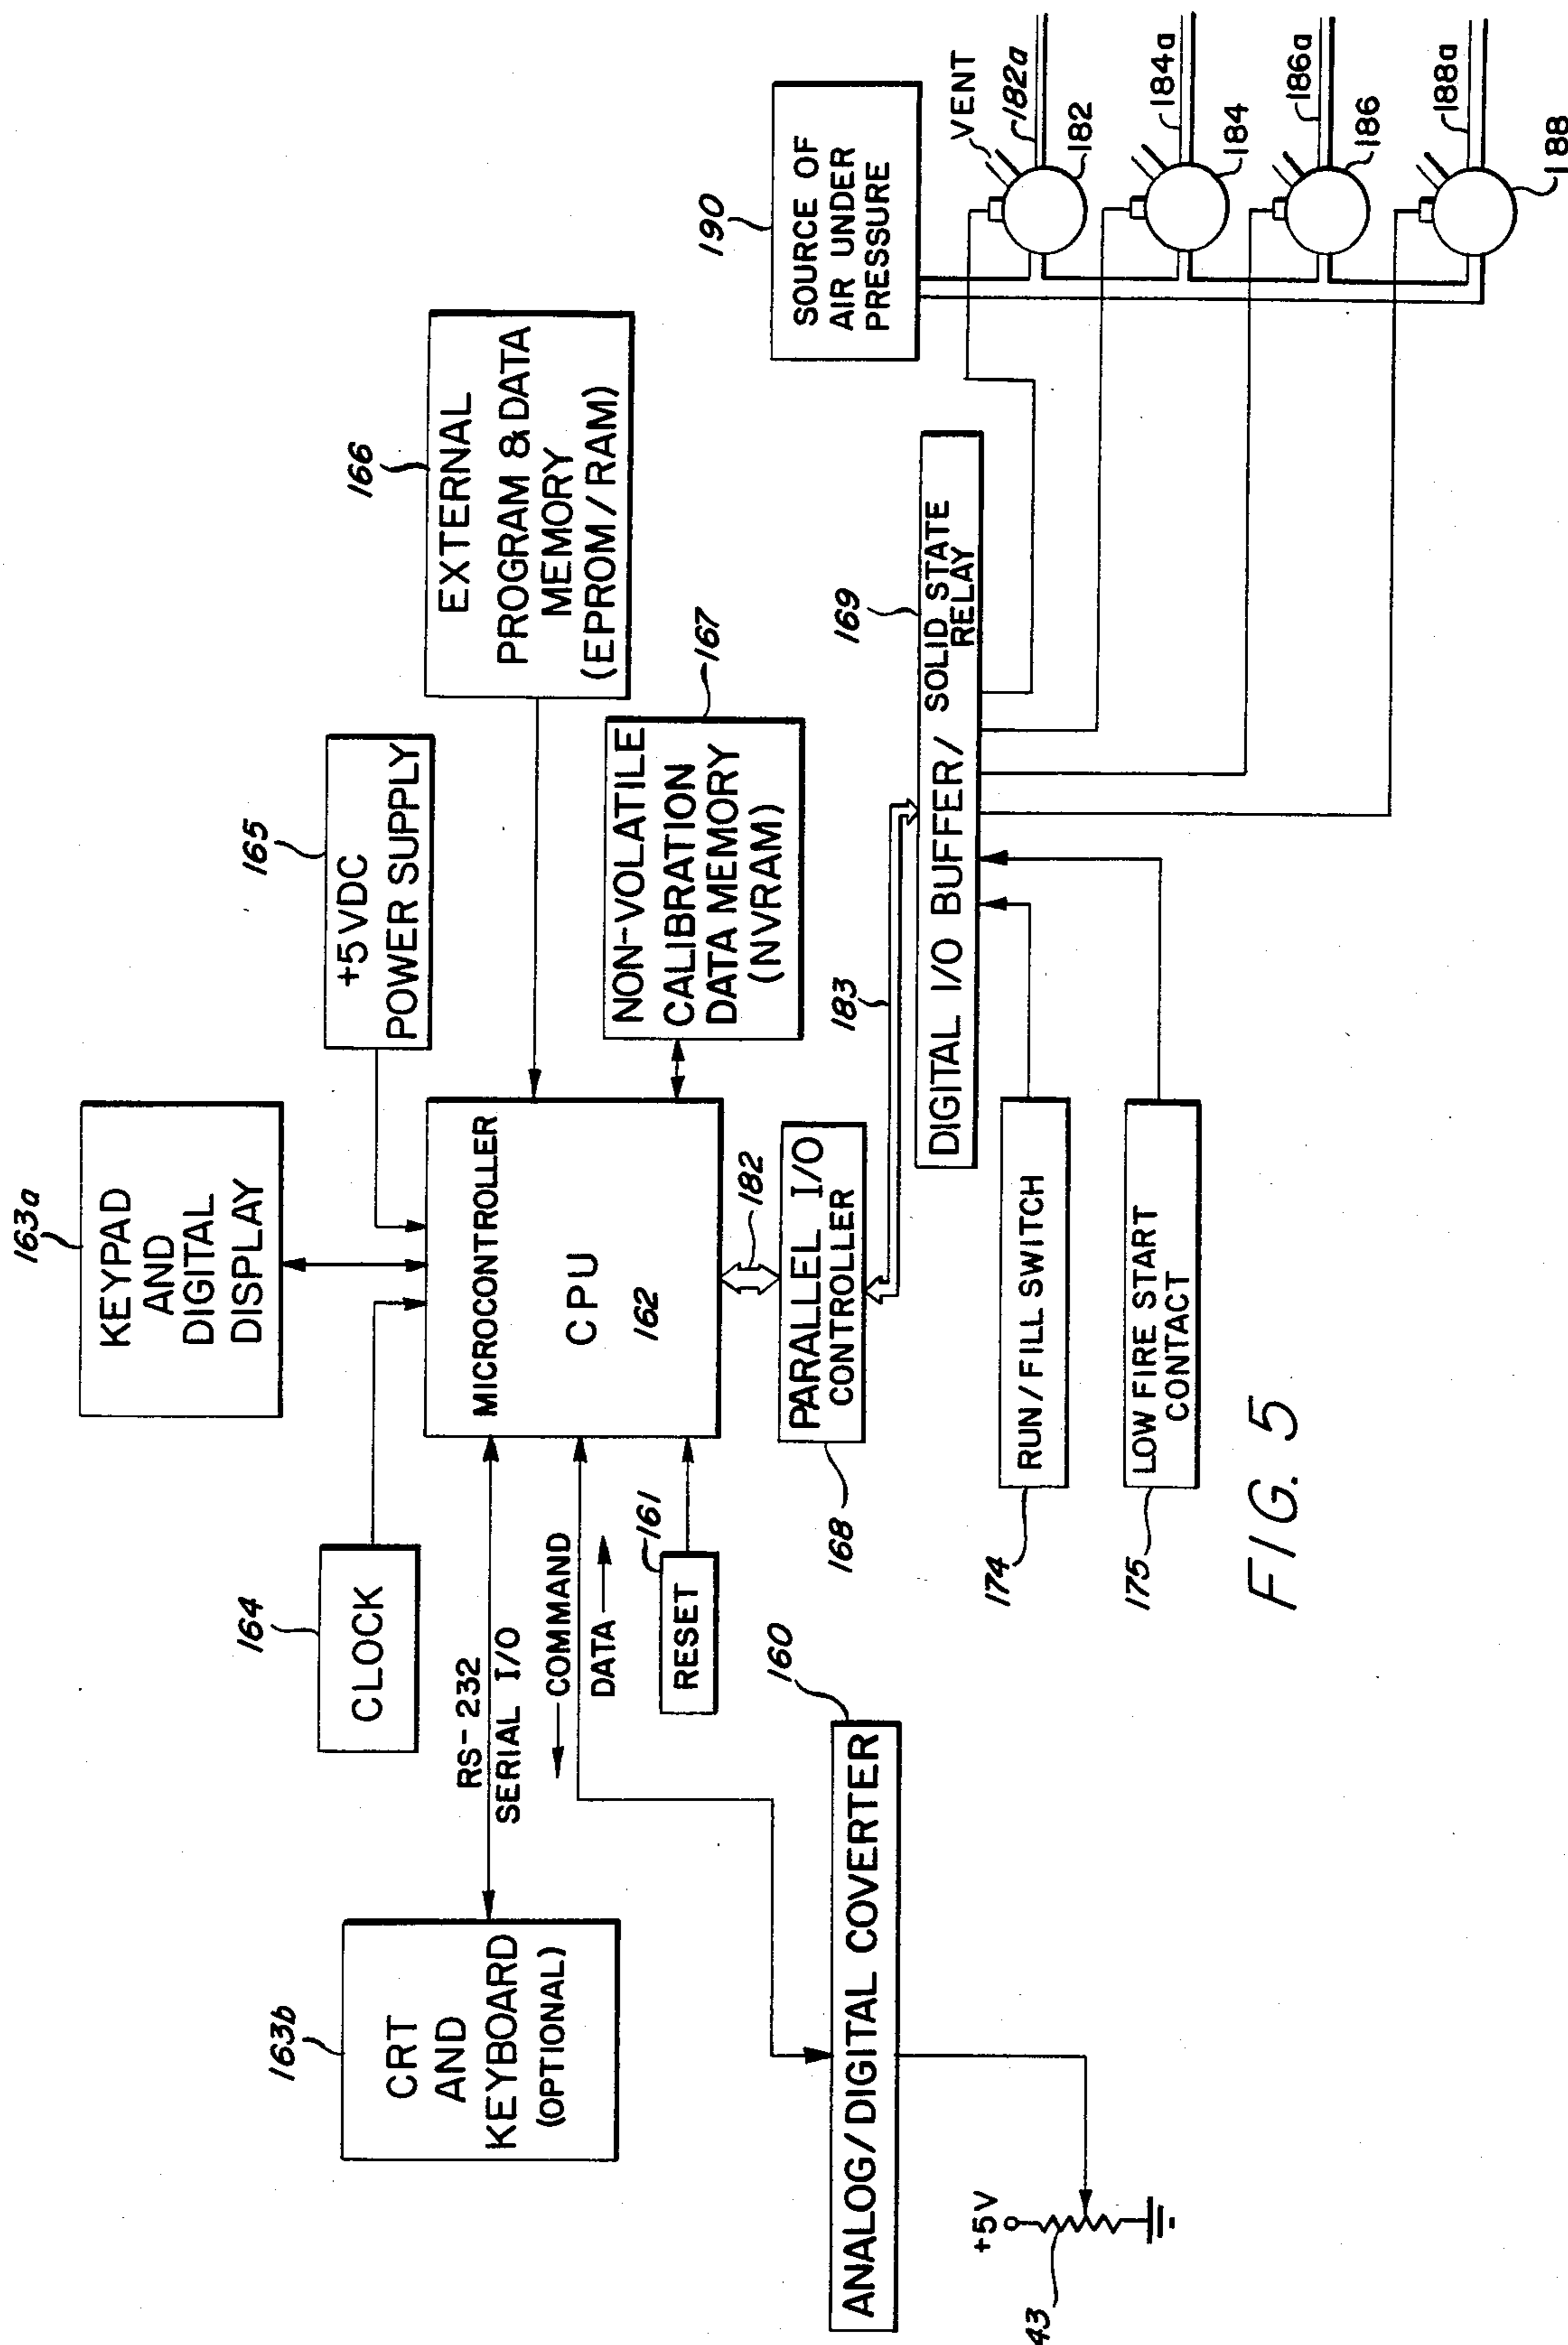 163a
KEYPAD
AND
DIGITAL
DISPLAY
164
CLOCK
165
+5VDC
POWER SUPPLY
163b
CRT
AND
KEYBOARD
(OPTIONAL)
RS-232
SERIAL I/O
COMMAND
DATA
161
RESET
MICROCONTROLLER
CPU
162
166
EXTERNAL
PROGRAM & DATA
MEMORY
(EPROM/RAM)
167
NON-VOLATILE
CALIBRATION
DATA MEMORY
(NVRAM)
182
PARALLEL I/O
CONTROLLER
168
183
169
DIGITAL I/O BUFFER/ SOLID STATE
RELAY
160
ANALOG/DIGITAL COVERTER
+5V
43
174
RUN/FILL SWITCH
175
LOW FIRE START
CONTACT
190
SOURCE OF
AIR UNDER
PRESSURE
VENT
182a
182
184a
184
186a
186
188a
188
FIG. 5